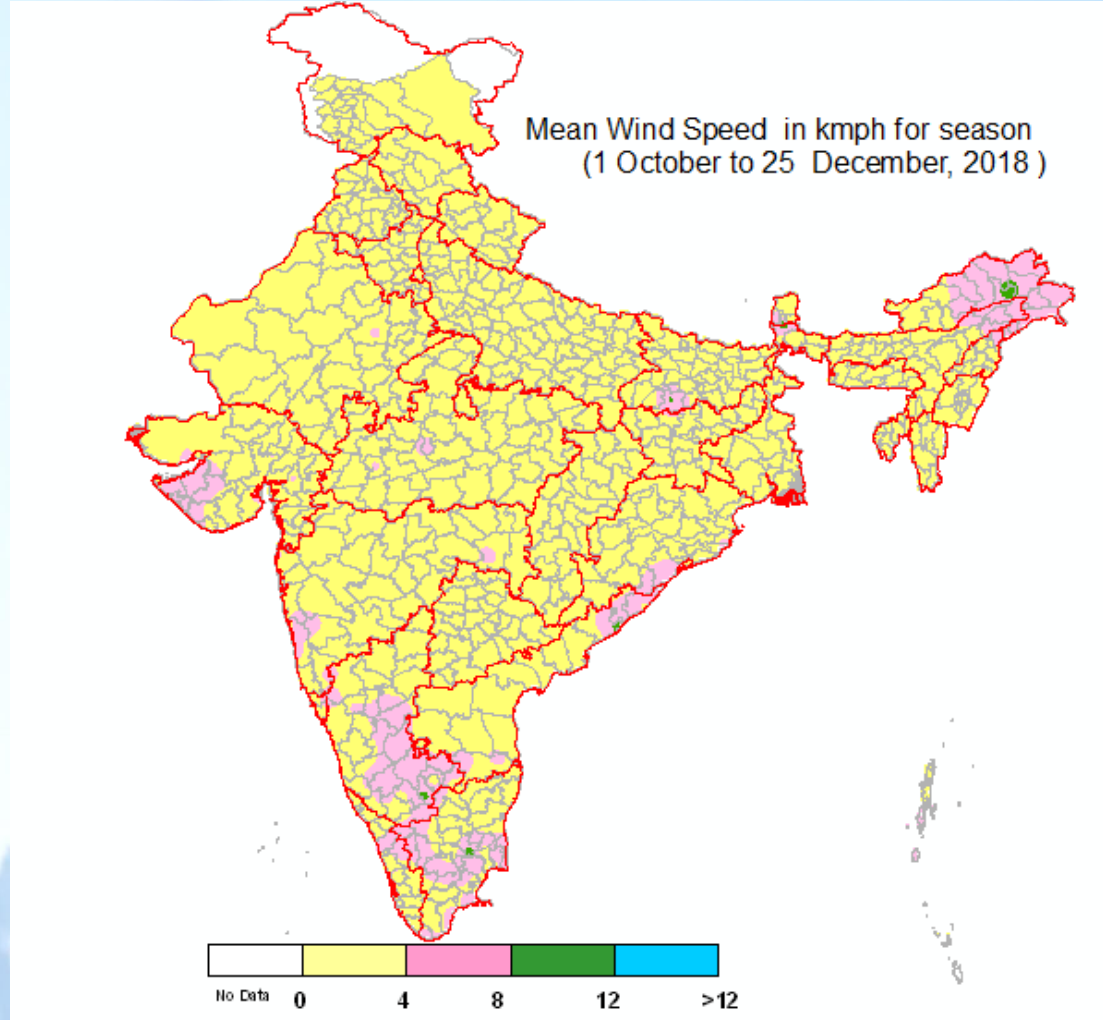 Mean Wind Speed in kmph for season
(1 October to 25 December, 2018 )
No Data 0 4 8 12 >12